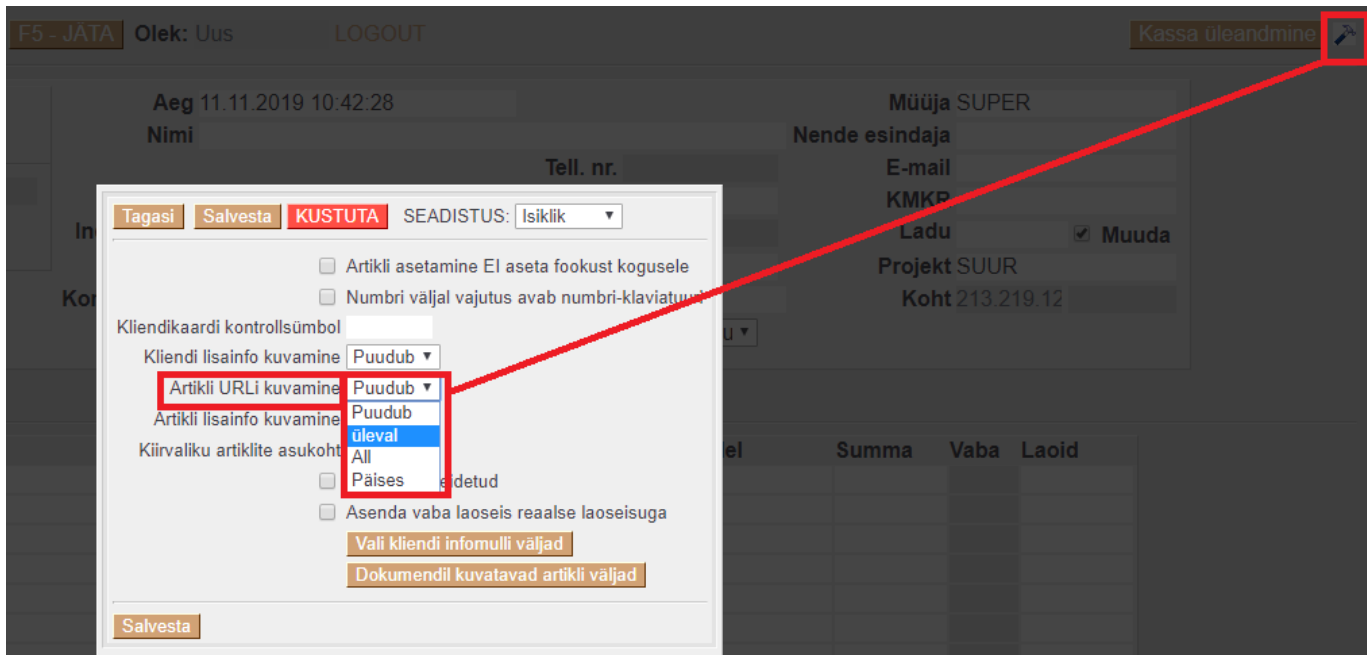 F5 - JÄTA Olek: Uus LOGOUT Kassa üleandmine
Aeg 11.11.2019 10:42:28 Müüja SUPER
Nimi Nende esindaja
Tell. nr. E-mail
KMKR
Ladu Muuda
Projekt SUUR
Koht 213.219.12
Tagasi Salvesta KUSTUTA SEADISTUS: Isiklik
Artikli asetamine EI aseta fookust kogusele
Numbri väljal vajutus avab numbri-klaviatuuri
Kliendikaardi kontrollsümbol
Kliendi lisainfo kuvamine Puudub
Artikli URLi kuvamine Puudub
Puudub
Artikli lisainfo kuvamine
üleval
Kiirvaliku artiklite asukoht
All
Päises
Asenda vaba laoseis reaalse laoseisuga
Vali kliendi infomulli väljad
Dokumendil kuvatavad artikli väljad
Salvesta
Summa Vaba Laoid